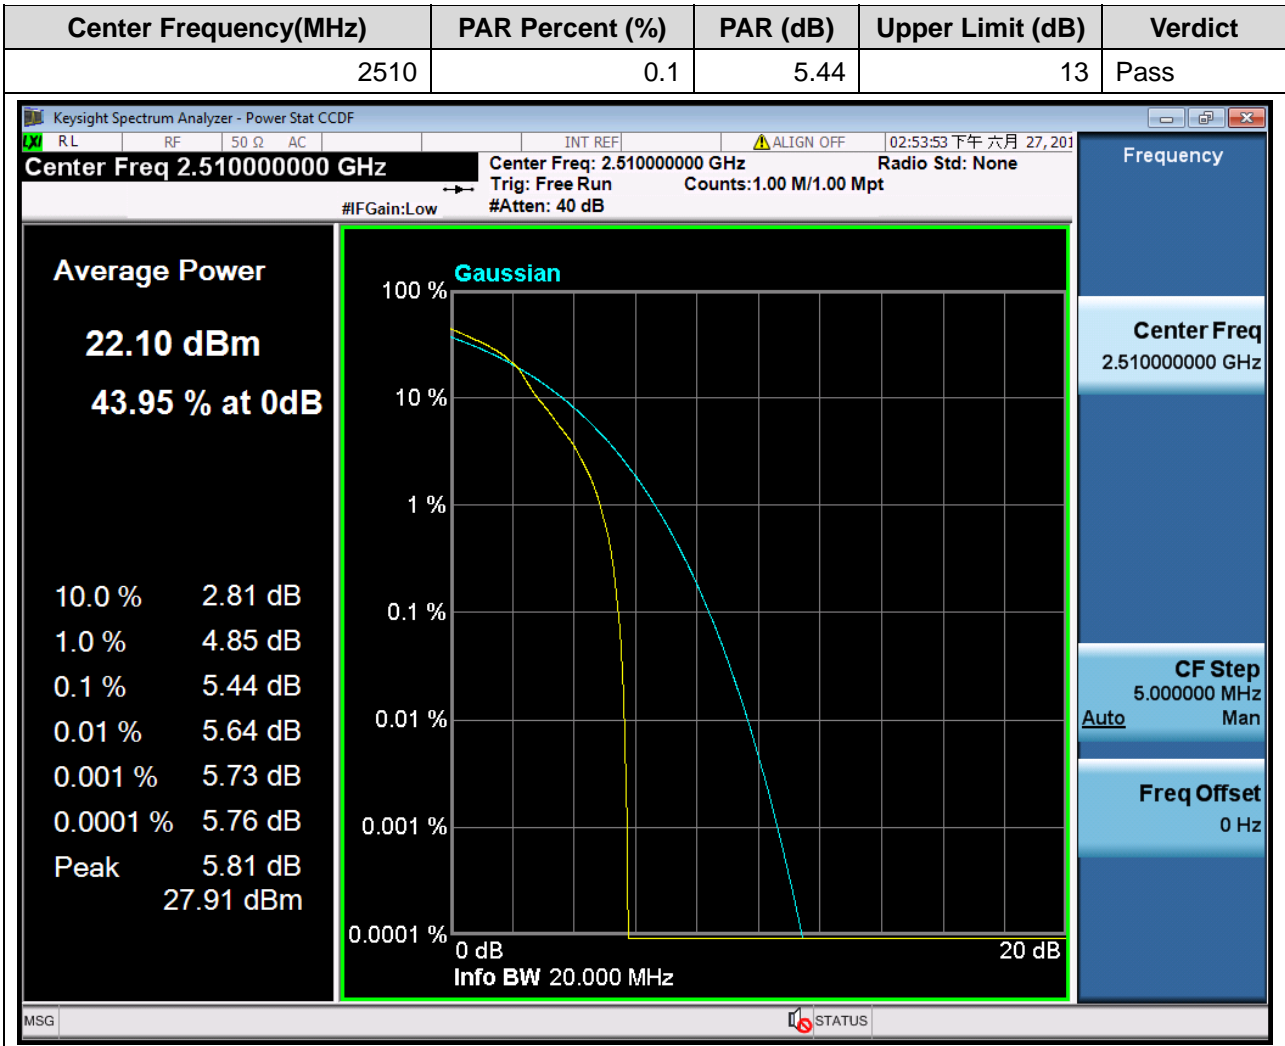 Center Frequency(MHz) PAR Percent (%) PAR (dB) Upper Limit (dB) Verdict
2510 0.1 5.44 13 Pass
Keysight Spectrum Analyzer - Power Stat CCDF
LXI RL RF 50 Ω AC INT REF ALIGN OFF 02:53:53 下午 六月 27, 201
Center Freq 2.510000000 GHz
#IFGain:Low
Center Freq: 2.510000000 GHz Radio Std: None
Trig: Free Run Counts:1.00 M/1.00 Mpt
#Atten: 40 dB
Average Power
22.10 dBm
43.95 % at 0dB
10.0 % 2.81 dB
1.0 % 4.85 dB
0.1 % 5.44 dB
0.01 % 5.64 dB
0.001 % 5.73 dB
0.0001 % 5.76 dB
Peak 5.81 dB
27.91 dBm
Gaussian
100 %
10 %
1 %
0.1 %
0.01 %
0.001 %
0.0001 %
0 dB 20 dB
Info BW 20.000 MHz
Frequency
Center Freq
2.510000000 GHz
CF Step
5.000000 MHz
Auto Man
Freq Offset
0 Hz
MSG STATUS